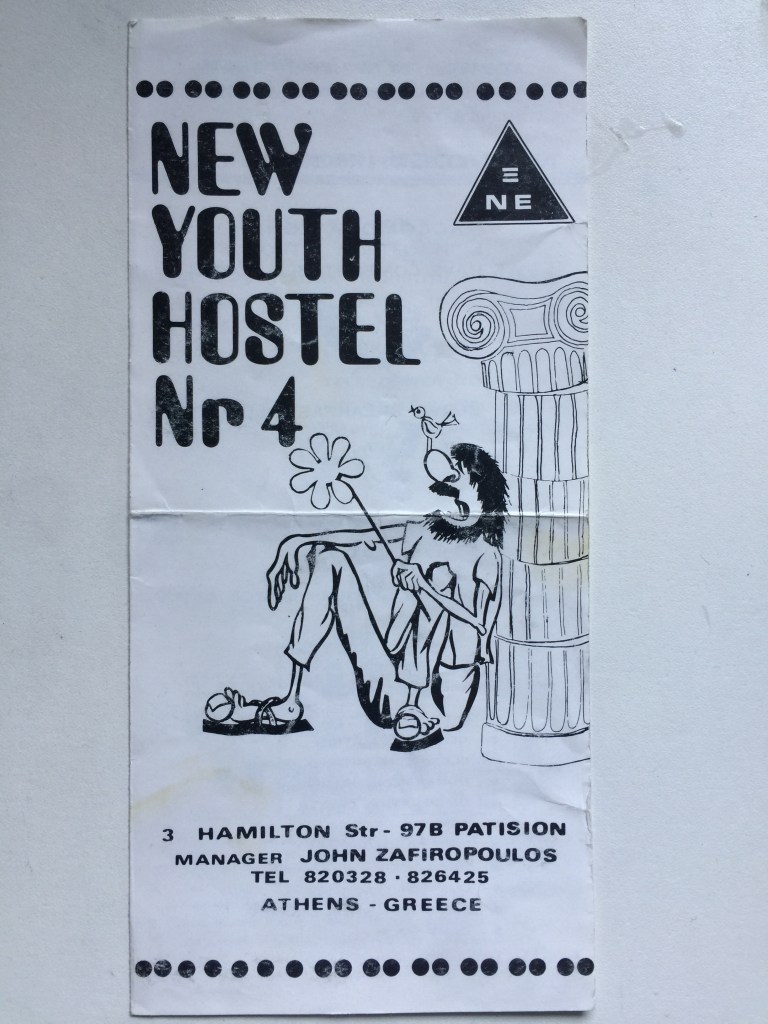 NEW
YOUTH
HOSTEL
Nr 4
Ξ
NE
3 HAMILTON Str - 97B PATISION
MANAGER JOHN ZAFIROPOULOS
TEL 820328 · 826425
ATHENS - GREECE